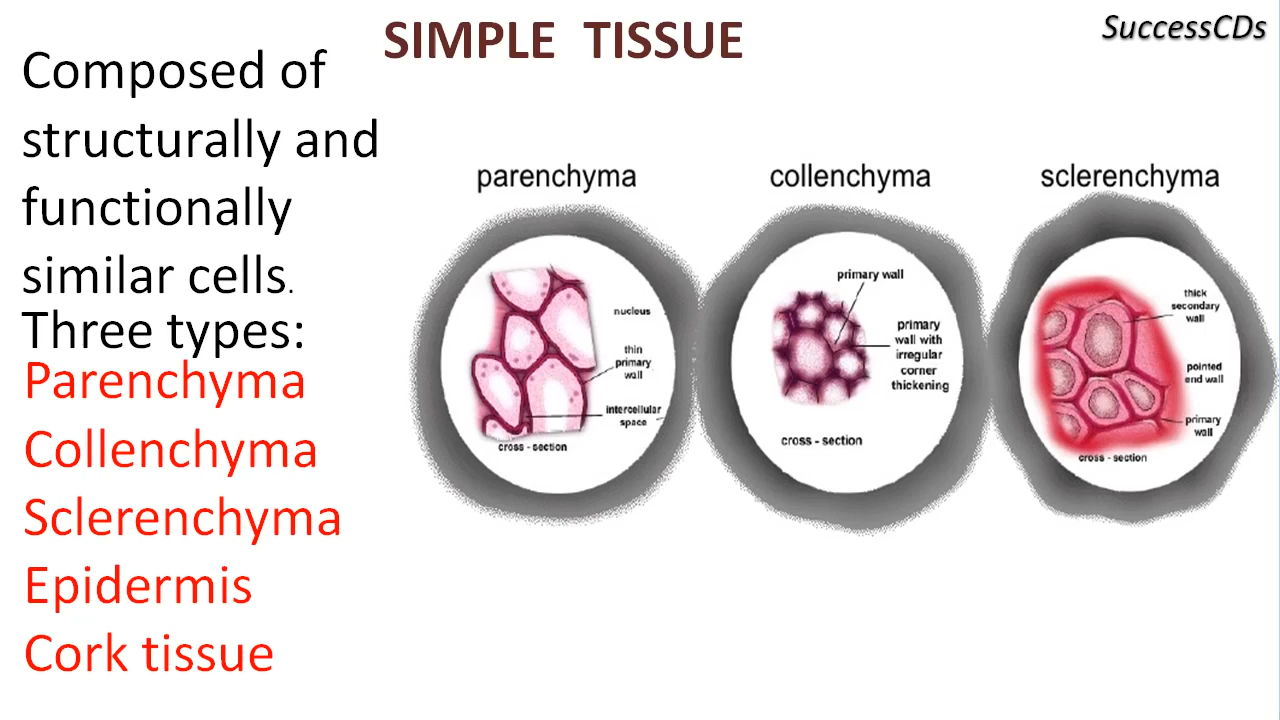 SIMPLE TISSUE
SuccessCDs
Composed of
structurally and
functionally
similar cells.
Three types:
Parenchyma
Collenchyma
Sclerenchyma
Epidermis
Cork tissue
parenchyma
nucleus
thin
primary
wall
intercellular
space
cross - section
collenchyma
primary wall
primary
wall with
irregular
corner
thickening
cross - section
sclerenchyma
thick
secondary
wall
pointed
end wall
primary
wall
cross - section